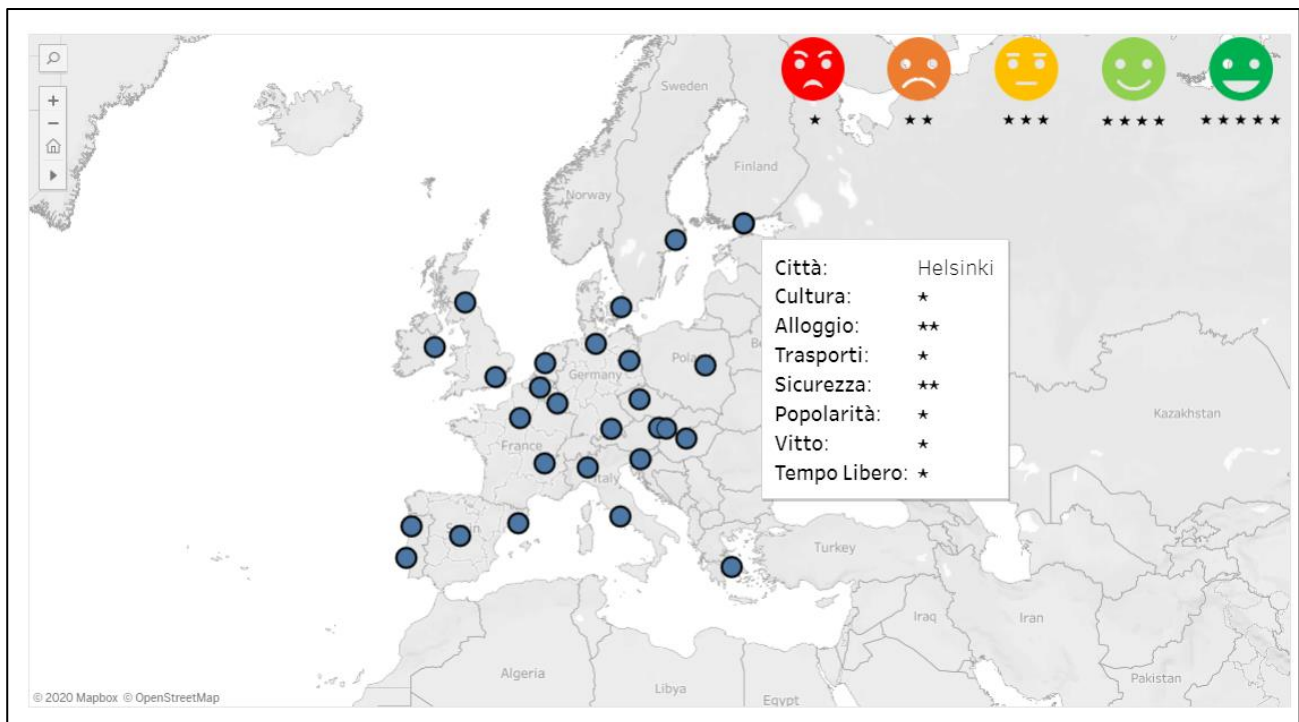 ★
★★
★★★
★★★★
★★★★★
Sweden
Finland
Norway
Città: Helsinki
Cultura: ★
Alloggio: ★★
Trasporti: ★
Sicurezza: ★★
Popolarità: ★
Vitto: ★
Tempo Libero: ★
Germany
France
Italy
Kazakhstan
Turkey
Iraq
Iran
Algeria
Libya
Egypt
Pakistan
© 2020 Mapbox © OpenStreetMap